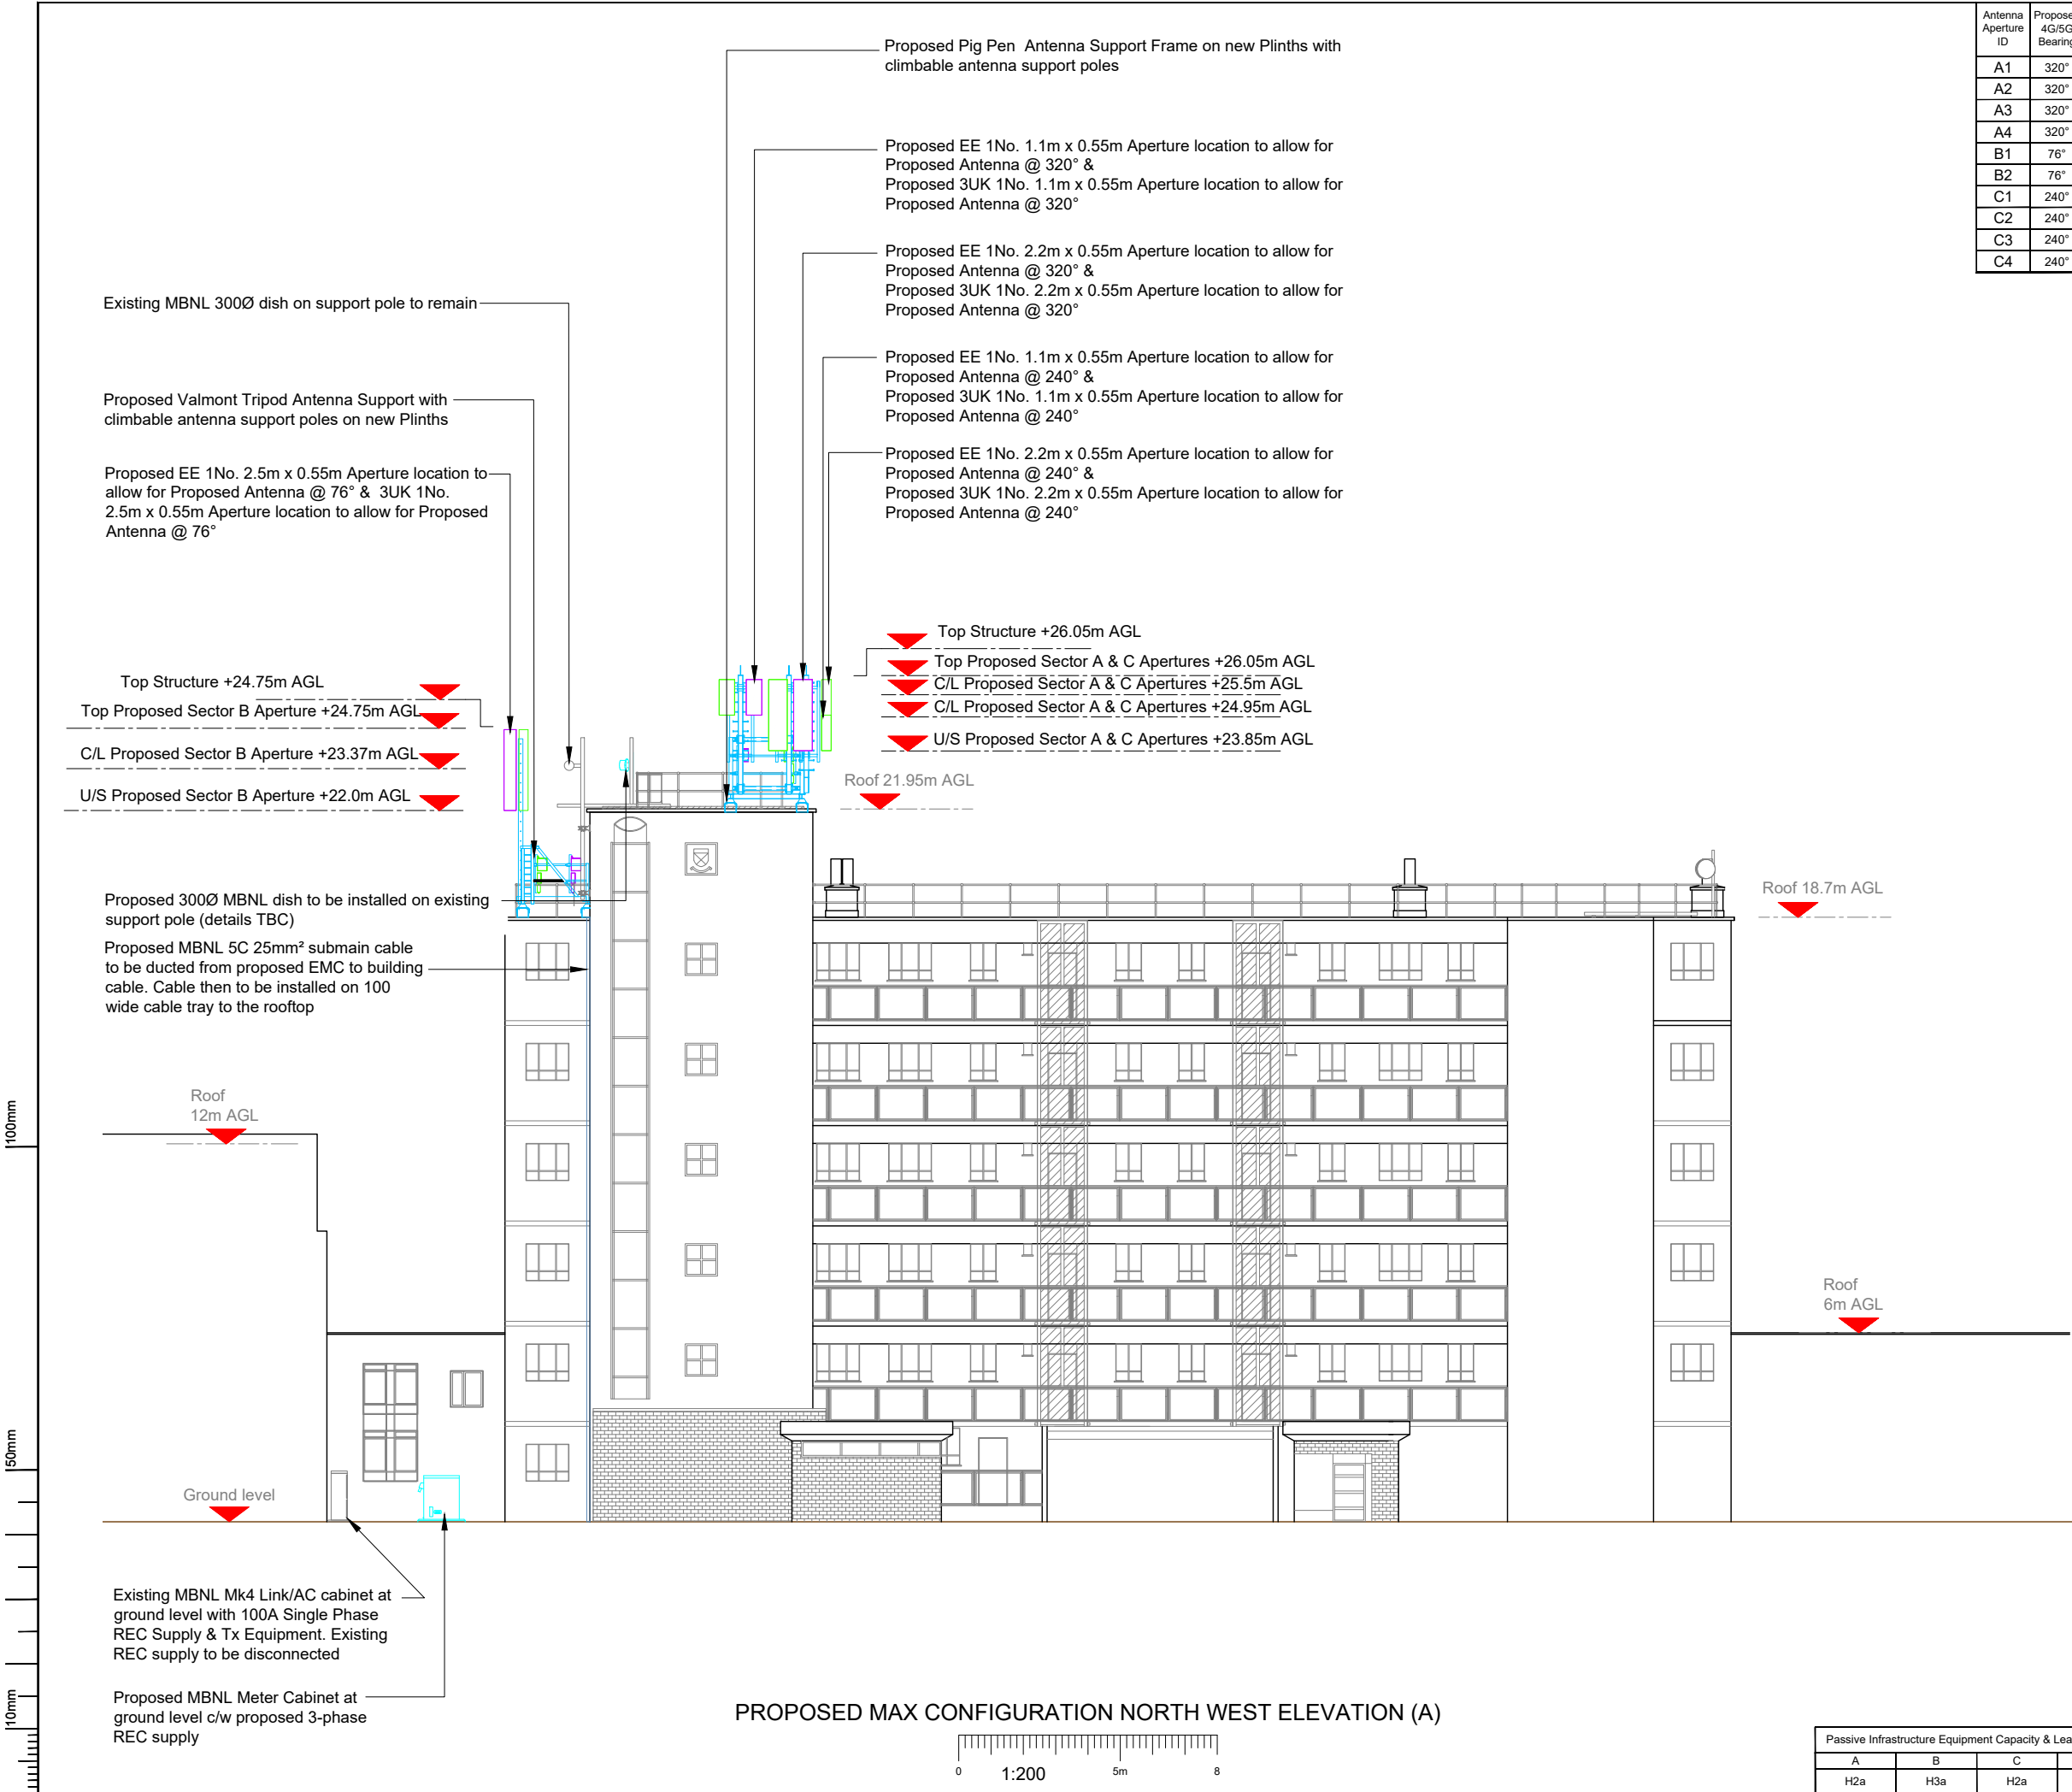 Antenna
Aperture
ID
4G/5G
A1 320°
A2 320°
A3 320°
A4 320°
B1 76°
B2 76°
C1 240°
C2 240°
C3 240°
C4 240°
Proposed Pig Pen Antenna Support Frame on new Plinths with
climbable antenna support poles
Proposed EE 1No. 1.1m x 0.55m Aperture location to allow for
Proposed Antenna @ 320° &
Proposed 3UK 1No. 1.1m x 0.55m Aperture location to allow for
Proposed Antenna @ 320°
Proposed EE 1No. 2.2m x 0.55m Aperture location to allow for
Proposed Antenna @ 320° &
Proposed 3UK 1No. 2.2m x 0.55m Aperture location to allow for
Proposed Antenna @ 320°
Proposed EE 1No. 1.1m x 0.55m Aperture location to allow for
Proposed Antenna @ 240° &
Proposed 3UK 1No. 1.1m x 0.55m Aperture location to allow for
Proposed Antenna @ 240°
Proposed EE 1No. 2.2m x 0.55m Aperture location to allow for
Proposed Antenna @ 240° &
Proposed 3UK 1No. 2.2m x 0.55m Aperture location to allow for
Proposed Antenna @ 240°
Existing MBNL 300Ø dish on support pole to remain
Proposed Valmont Tripod Antenna Support with
climbable antenna support poles on new Plinths
Proposed EE 1No. 2.5m x 0.55m Aperture location to
allow for Proposed Antenna @ 76° & 3UK 1No.
2.5m x 0.55m Aperture location to allow for Proposed
Antenna @ 76°
Top Structure +26.05m AGL
Top Proposed Sector A & C Apertures +26.05m AGL
C/L Proposed Sector A & C Apertures +25.5m AGL
C/L Proposed Sector A & C Apertures +24.95m AGL
U/S Proposed Sector A & C Apertures +23.85m AGL
Top Structure +24.75m AGL
Top Proposed Sector B Aperture +24.75m AGL
C/L Proposed Sector B Aperture +23.37m AGL
U/S Proposed Sector B Aperture +22.0m AGL
Roof 21.95m AGL
Roof 18.7m AGL
Proposed 300Ø MBNL dish to be installed on existing
support pole (details TBC)
Proposed MBNL 5C 25mm² submain cable
to be ducted from proposed EMC to building
cable. Cable then to be installed on 100
wide cable tray to the rooftop
Roof
12m AGL
Roof
6m AGL
Ground level
100mm
50mm
10mm
Existing MBNL Mk4 Link/AC cabinet at
ground level with 100A Single Phase
REC Supply & Tx Equipment. Existing
REC supply to be disconnected
Proposed MBNL Meter Cabinet at
ground level c/w proposed 3-phase
REC supply
PROPOSED MAX CONFIGURATION NORTH WEST ELEVATION (A)
0 1:200 5m 8
Passive Infrastructure Equipment Capacity &
A B C
H2a H3a H2a